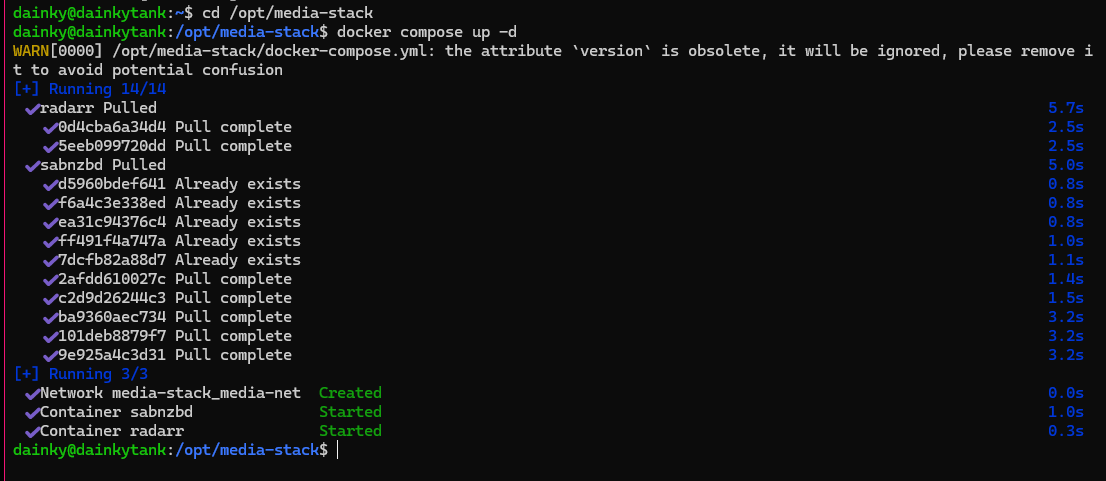 dainky@dainkytank:~$ cd /opt/media-stack
dainky@dainkytank:/opt/media-stack$ docker compose up -d
WARN[0000] /opt/media-stack/docker-compose.yml: the attribute `version` is obsolete, it will be ignored, please remove i
t to avoid potential confusion
[+] Running 14/14
✓radarr Pulled 5.7s
✓0d4cba6a34d4 Pull complete 2.5s
✓5eeb099720dd Pull complete 2.5s
✓sabnzbd Pulled 5.0s
✓d5960bdef641 Already exists 0.8s
✓f6a4c3e338ed Already exists 0.8s
✓ea31c94376c4 Already exists 0.8s
✓ff491f4a747a Already exists 1.0s
✓7dcfb82a88d7 Already exists 1.1s
✓2afdd610027c Pull complete 1.4s
✓c2d9d26244c3 Pull complete 1.5s
✓ba9360aec734 Pull complete 3.2s
✓101deb8879f7 Pull complete 3.2s
✓9e925a4c3d31 Pull complete 3.2s
[+] Running 3/3
✓Network media-stack_media-net Created 0.0s
✓Container sabnzbd Started 1.0s
✓Container radarr Started 0.3s
dainky@dainkytank:/opt/media-stack$